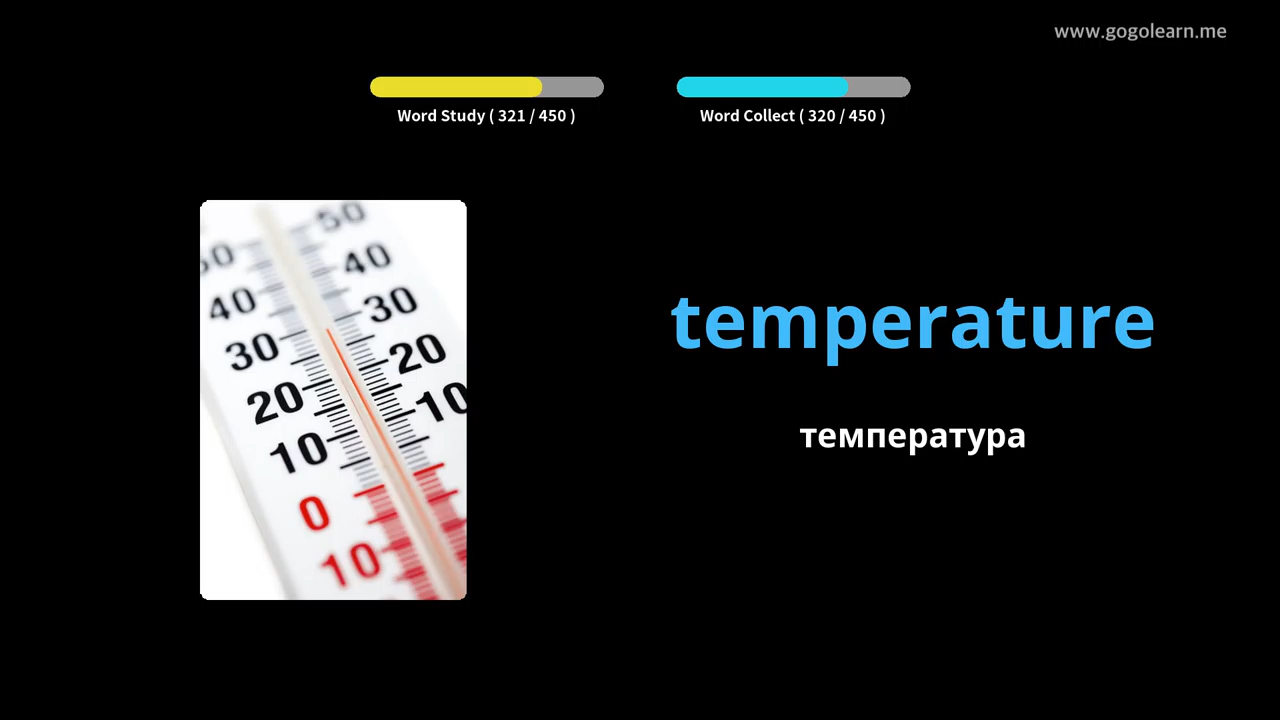 www.gogolearn.me
Word Study ( 321 / 450 )
Word Collect ( 320 / 450 )
50
50
40
40
30
30
20
20
10
10
0
10
temperature
температура